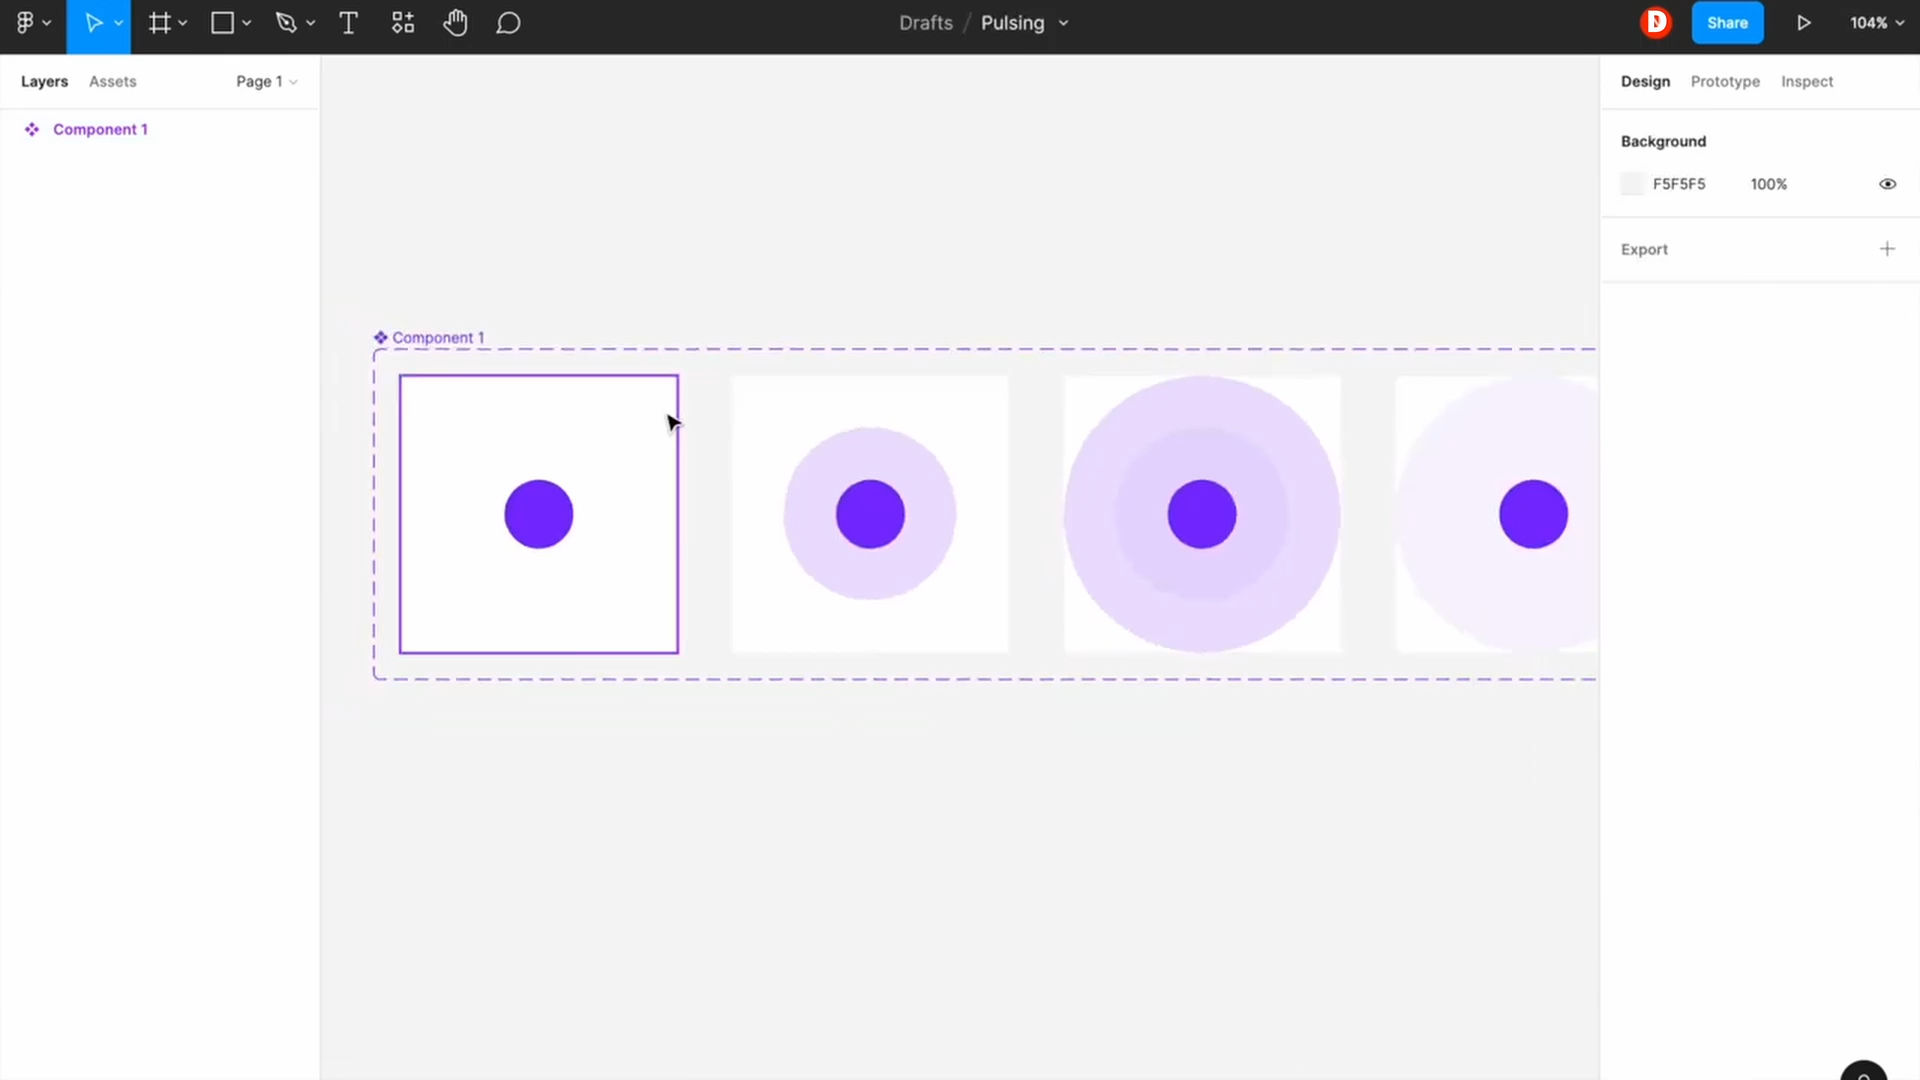 Drafts / Pulsing
D
Share
104%
Layers
Assets
Page 1
Component 1
Design
Prototype
Inspect
Background
F5F5F5
100%
Export
Component 1